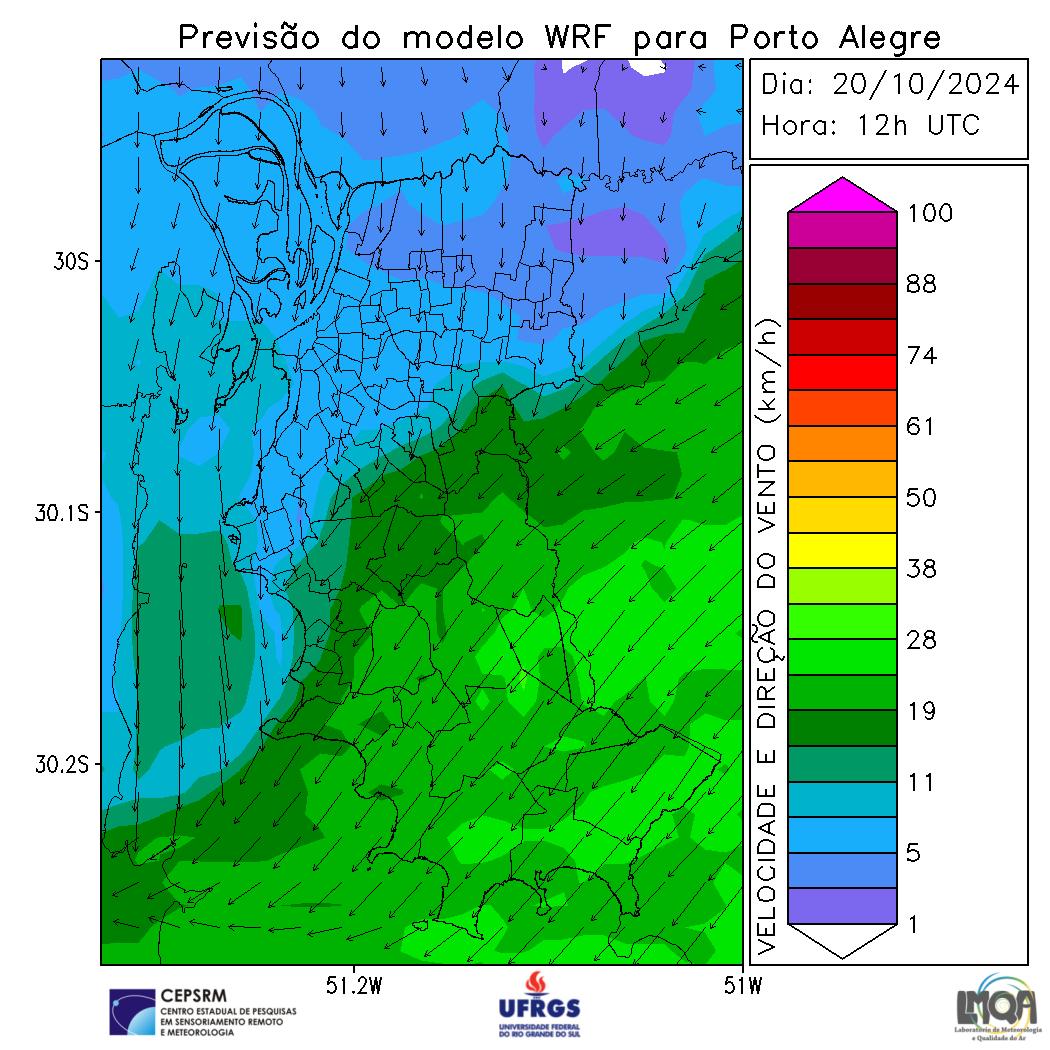 Previsão do modelo WRF para Porto Alegre
Dia: 20/10/2024
Hora: 12h UTC
30S
30.1S
30.2S
51.2W
51W
VELOCIDADE E DIREÇÃO DO VENTO (km/h)
100
88
74
61
50
38
28
19
11
5
1
CEPSRM
CENTRO ESTADUAL DE PESQUISAS
EM SENSORIAMENTO REMOTO
E METEOROLOGIA
UFRGS
UNIVERSIDADE FEDERAL
DO RIO GRANDE DO SUL
LMQA
Laboratório de Meteorologia
e Qualidade do Ar